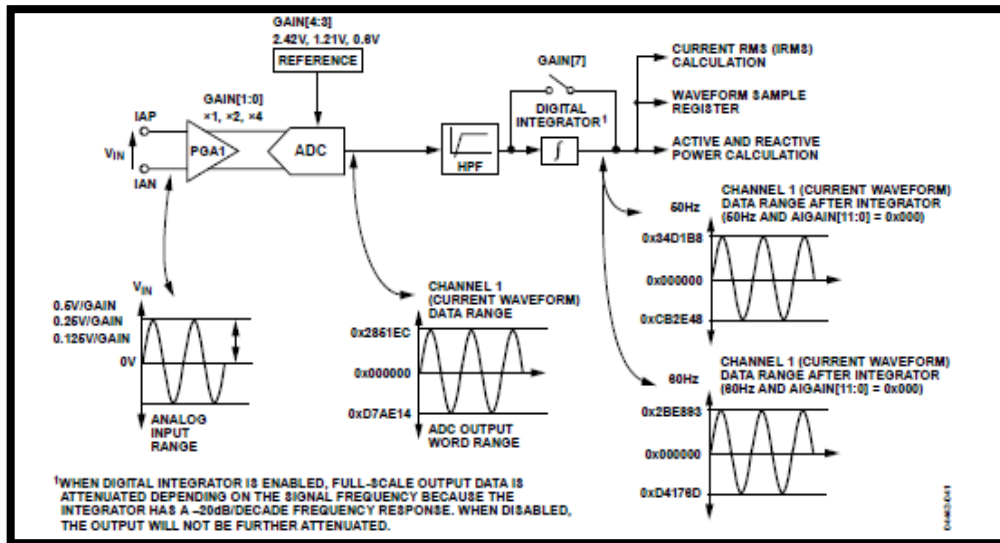 GAIN[4:3]
2.42V, 1.21V, 0.6V
REFERENCE
GAIN[1:0]
×1, ×2, ×4
IAP
VIN
IAN
PGA1
ADC
HPF
GAIN[7]
DIGITAL
INTEGRATOR1
∫
CURRENT RMS (IRMS)
CALCULATION
WAVEFORM SAMPLE
REGISTER
ACTIVE AND REACTIVE
POWER CALCULATION
50Hz
CHANNEL 1 (CURRENT WAVEFORM)
DATA RANGE AFTER INTEGRATOR
(50Hz AND AIGAIN[11:0] = 0x000)
0x34D1B8
0x000000
0xCB2E48
VIN
0.5V/GAIN
0.25V/GAIN
0.125V/GAIN
0V
ANALOG
INPUT
RANGE
CHANNEL 1
(CURRENT WAVEFORM)
DATA RANGE
0x2851EC
0x000000
0xD7AE14
ADC OUTPUT
WORD RANGE
60Hz
CHANNEL 1 (CURRENT WAVEFORM)
DATA RANGE AFTER INTEGRATOR
(60Hz AND AIGAIN[11:0] = 0x000)
0x2BE893
0x000000
0xD4176D
1WHEN DIGITAL INTEGRATOR IS ENABLED, FULL-SCALE OUTPUT DATA IS
ATTENUATED DEPENDING ON THE SIGNAL FREQUENCY BECAUSE THE
INTEGRATOR HAS A –20dB/DECADE FREQUENCY RESPONSE. WHEN DISABLED,
THE OUTPUT WILL NOT BE FURTHER ATTENUATED.